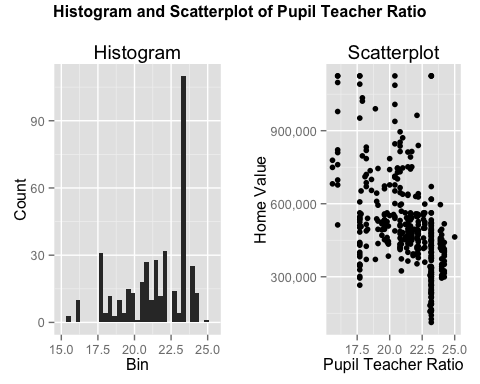 Histogram and Scatterplot of Pupil Teacher Ratio
Histogram
Count
90
60
30
0
15.0 17.5 20.0 22.5 25.0
Bin
Scatterplot
Home Value
900,000
600,000
300,000
17.5 20.0 22.5 25.0
Pupil Teacher Ratio